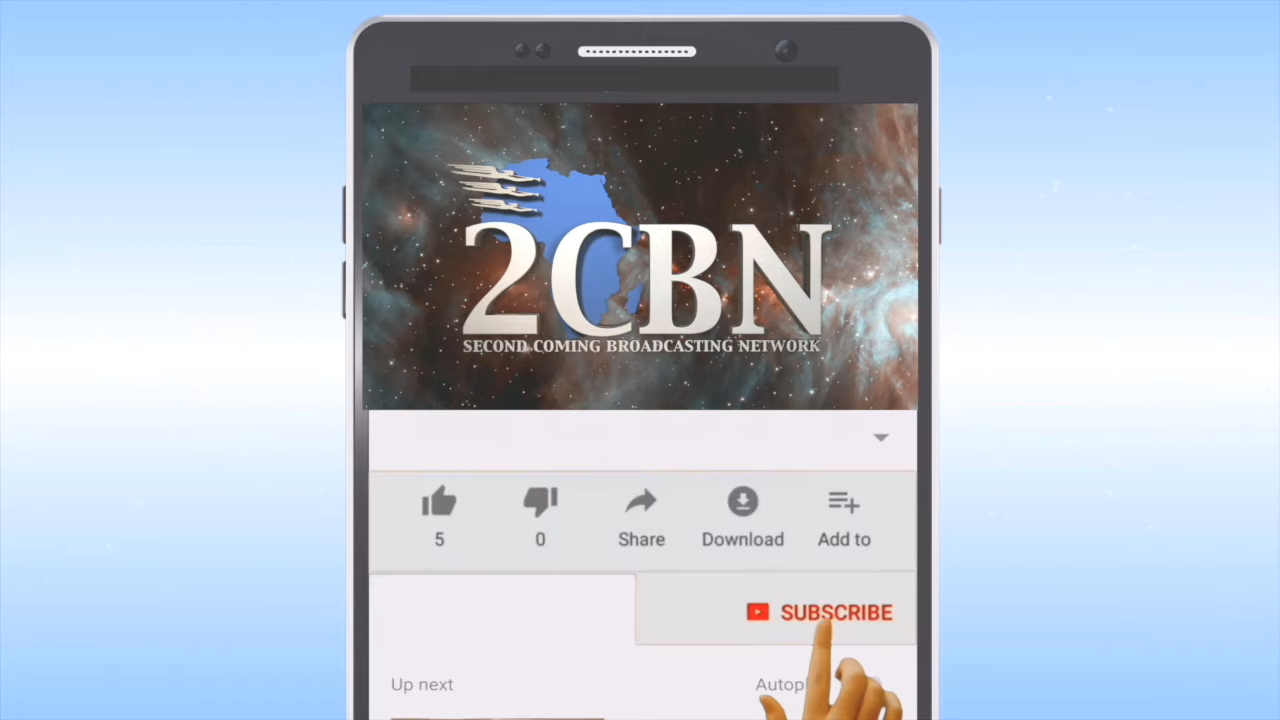 2CBN
SECOND COMING BROADCASTING NETWORK
5 0 Share Download Add to
SUBSCRIBE
Up next